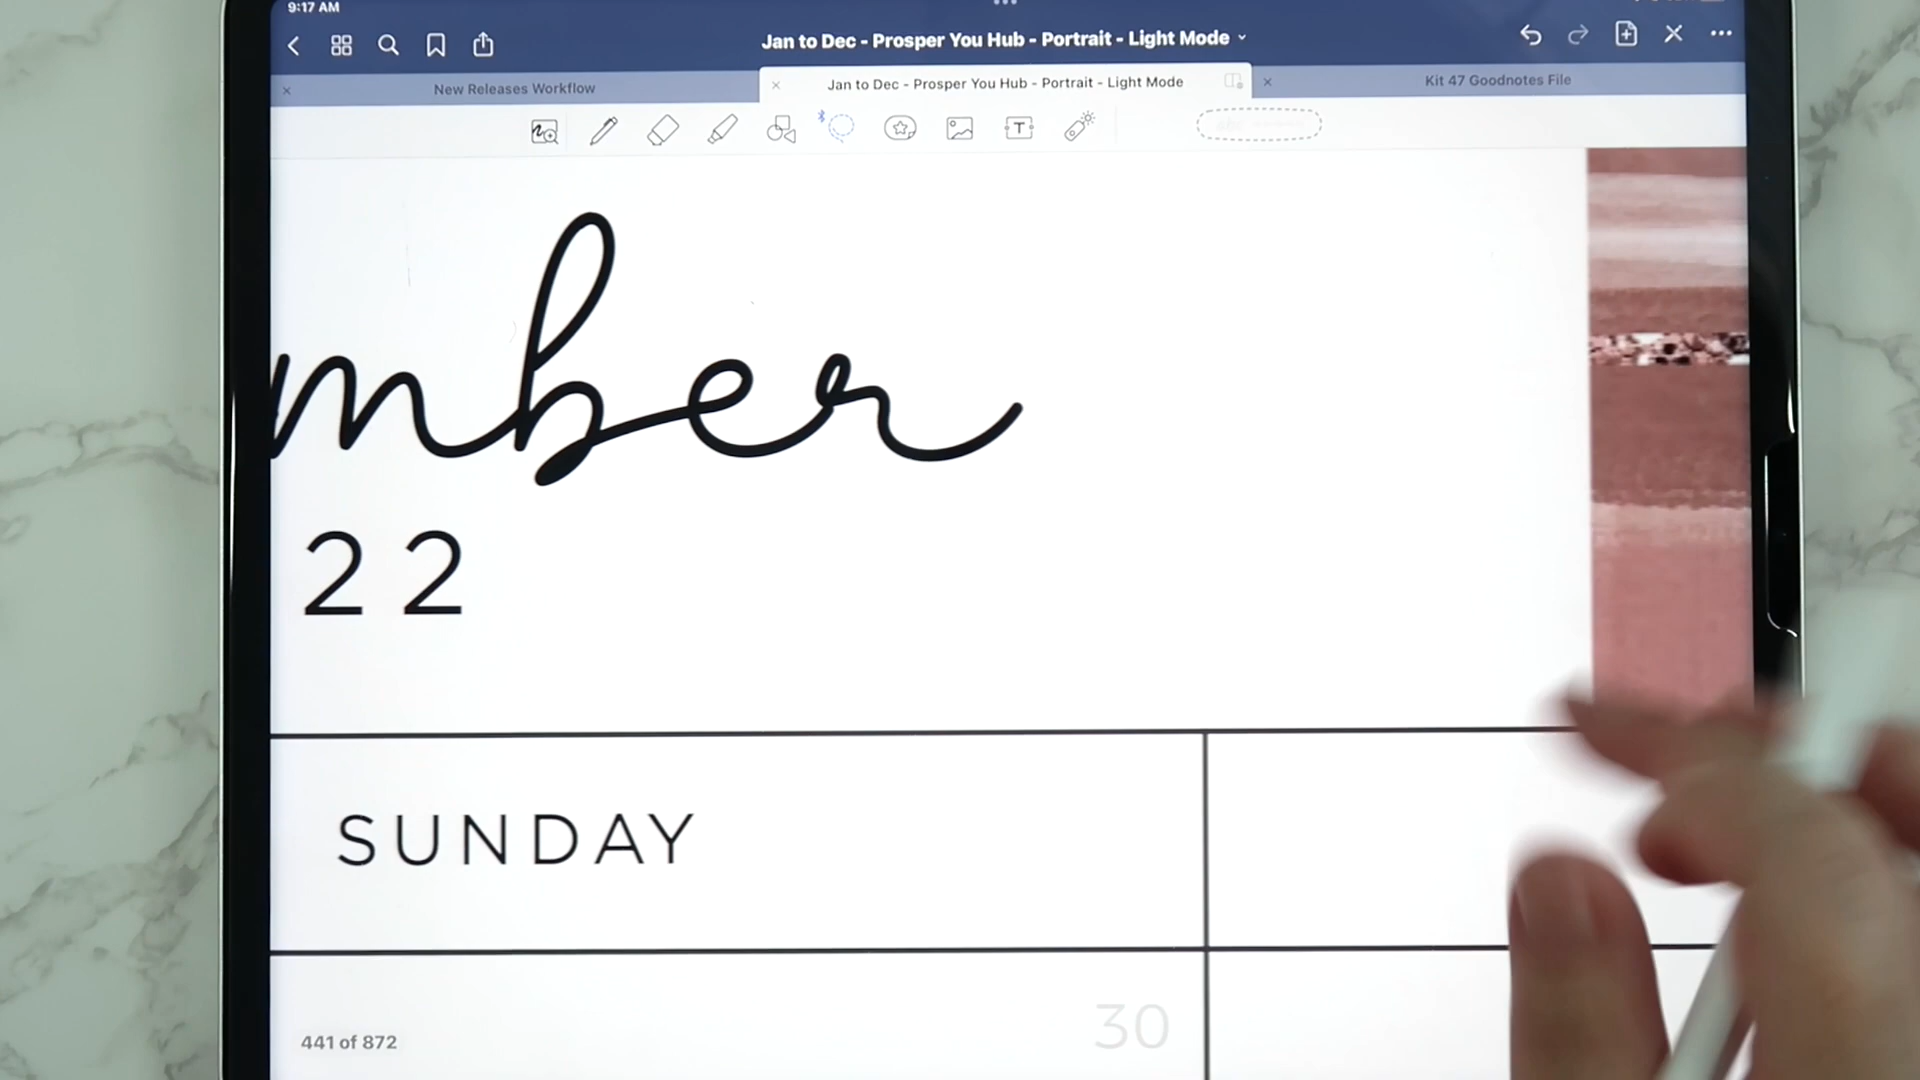 9:17 AM
Jan to Dec - Prosper You Hub - Portrait - Light Mode
New Releases Workflow
Jan to Dec - Prosper You Hub - Portrait - Light Mode
Kit 47 Goodnotes File
T
mber
22
SUNDAY
30
441 of 872